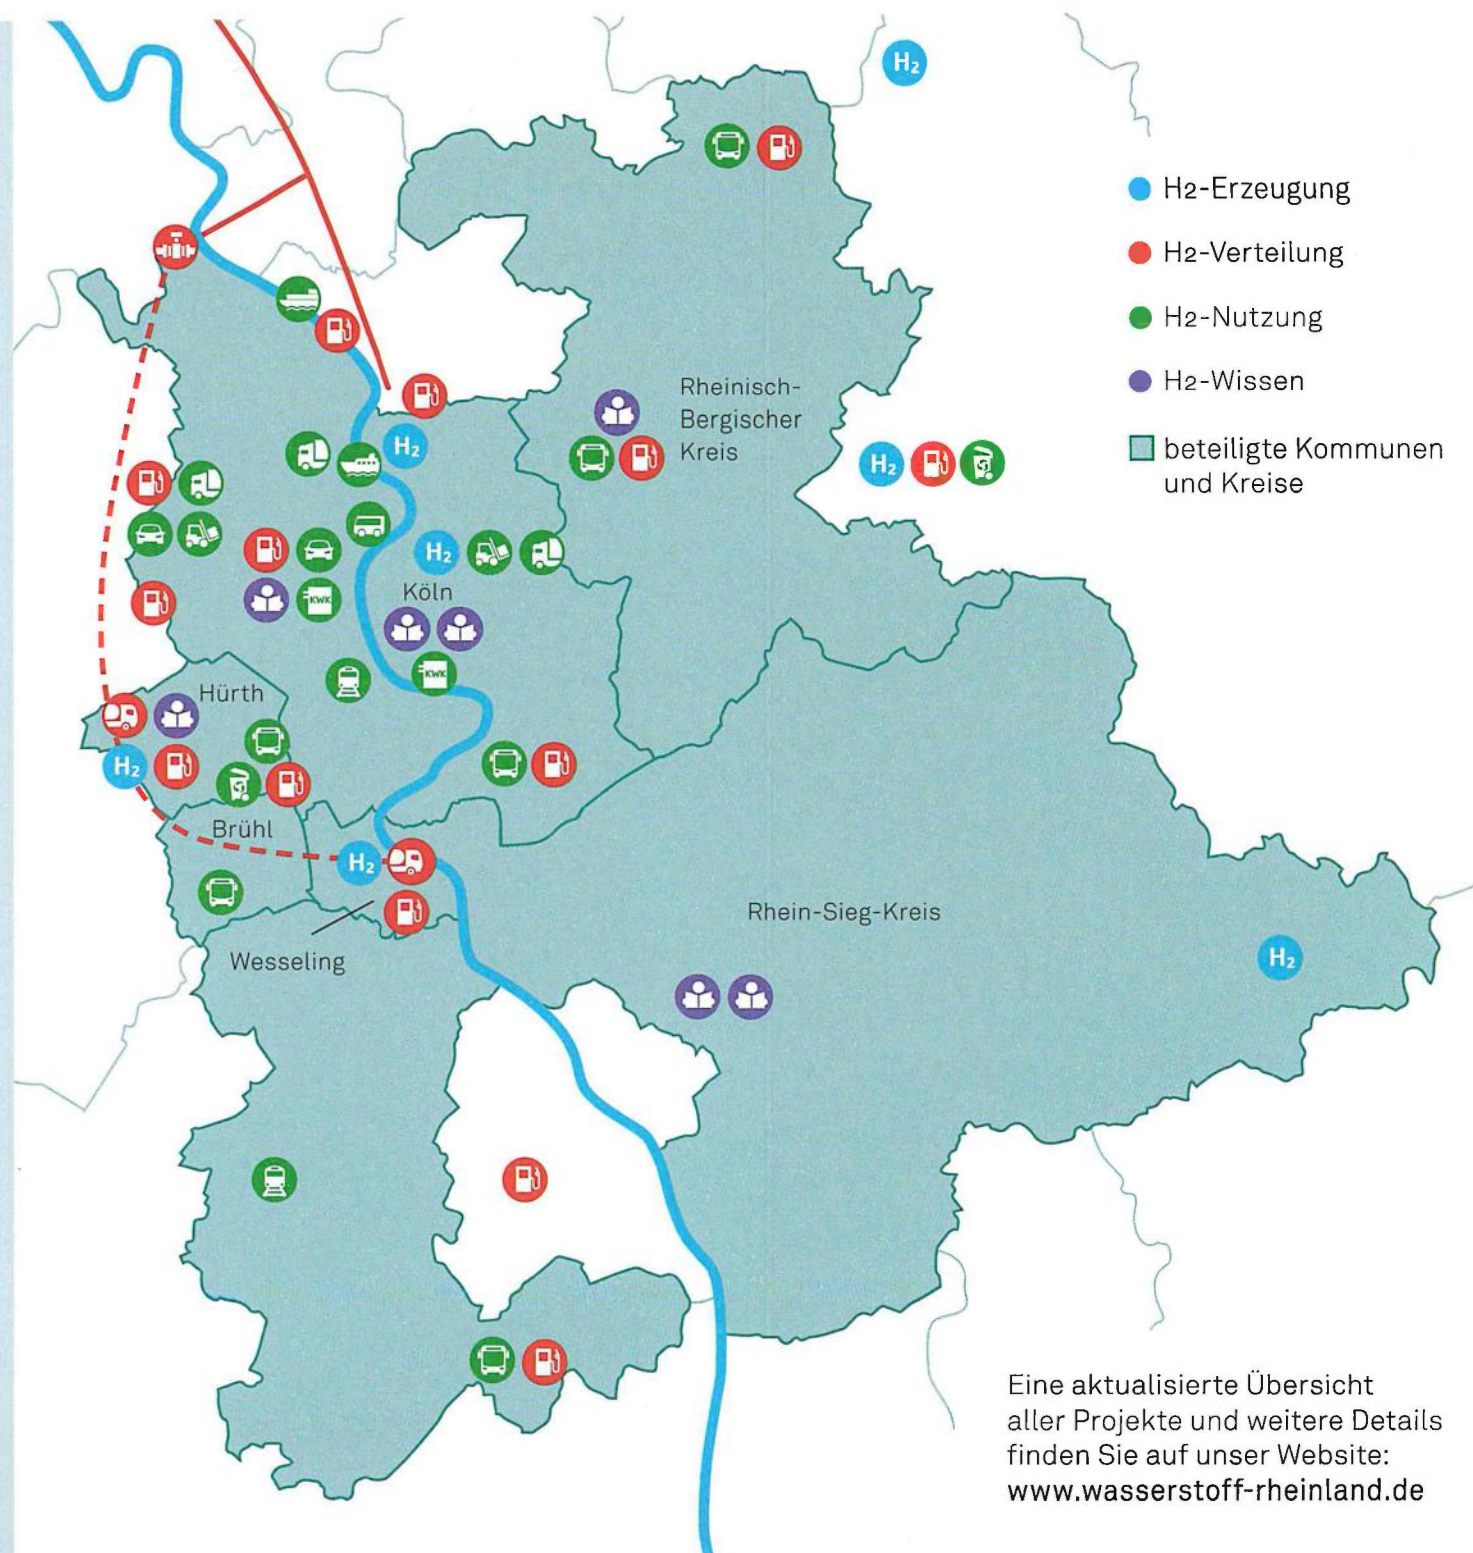 H₂
H2-Erzeugung
H2-Verteilung
H2-Nutzung
H2-Wissen
beteiligte Kommunen
und Kreise
Rheinisch-
Bergischer
Kreis
H₂
H₂
H₂
Köln
KWK
KWK
Hürth
H₂
Brühl
H₂
Wesseling
Rhein-Sieg-Kreis
H₂
Eine aktualisierte Übersicht
aller Projekte und weitere Details
finden Sie auf unser Website:
www.wasserstoff-rheinland.de